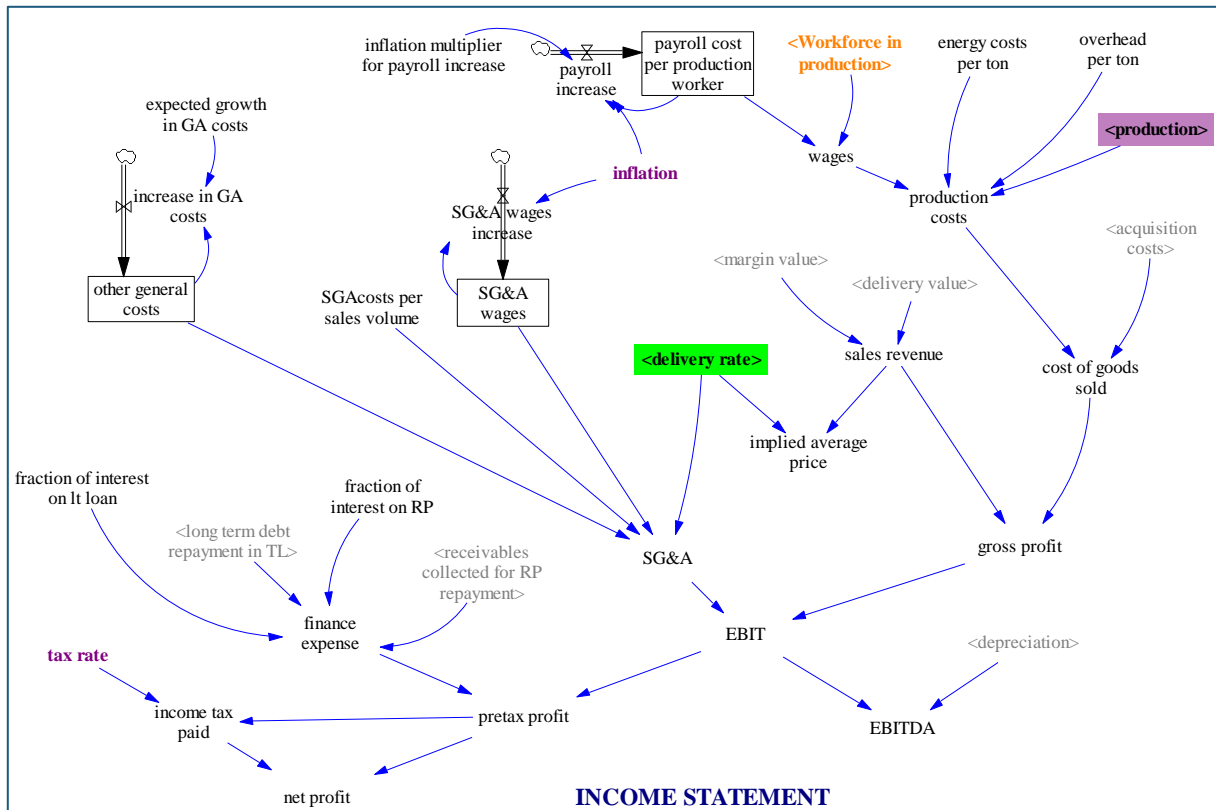 inflation multiplier
for payroll increase
payroll
increase
payroll cost
per production
worker
<Workforce in
production>
energy costs
per ton
overhead
per ton
expected growth
in GA costs
<production>
wages
inflation
increase in GA
costs
SG&A wages
increase
production
costs
<acquisition
costs>
<margin value>
<delivery value>
other general
costs
SGAcosts per
sales volume
SG&A
wages
<delivery rate>
sales revenue
cost of goods
sold
implied average
price
fraction of interest
on lt loan
fraction of
interest on RP
<long term debt
repayment in TL>
<receivables
collected for RP
repayment>
SG&A
gross profit
finance
expense
EBIT
<depreciation>
tax rate
income tax
paid
pretax profit
EBITDA
net profit
INCOME STATEMENT